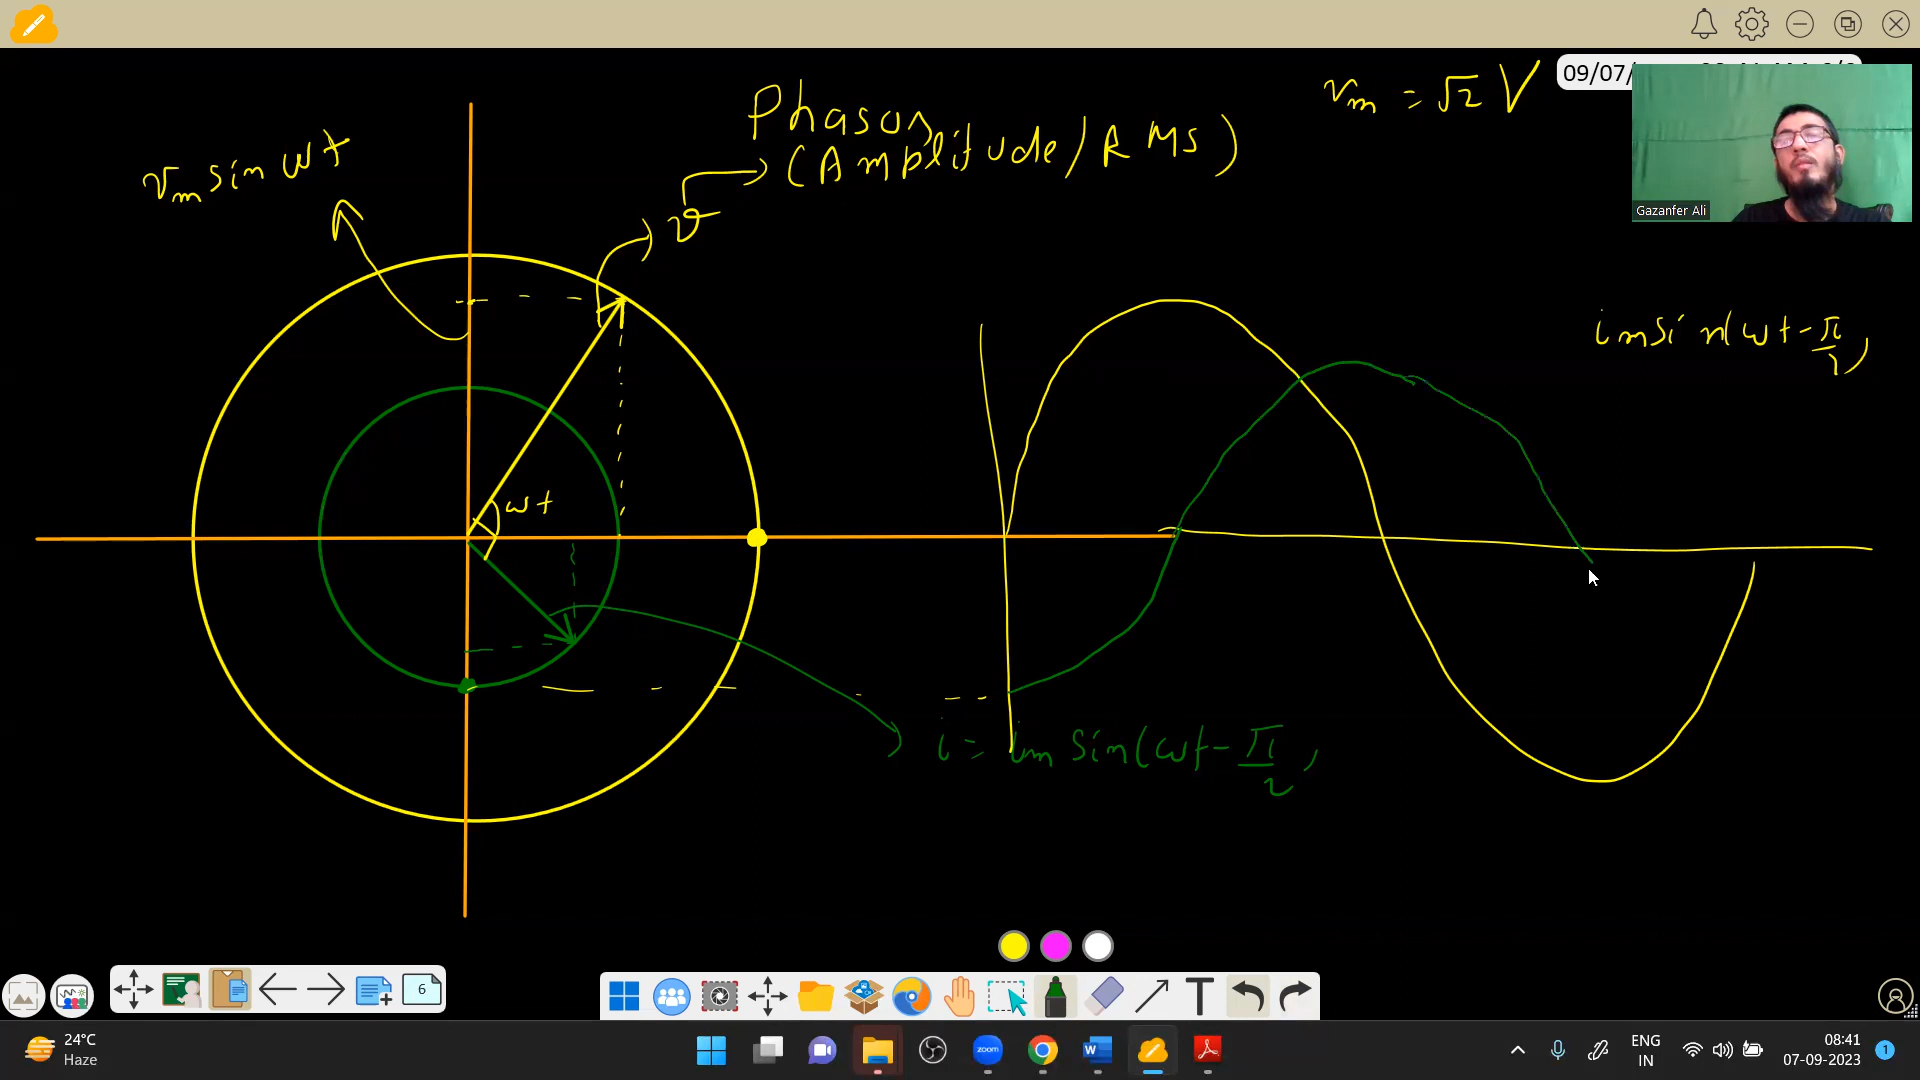 09/07/
Phasor
(Amplitude/RMS)
vm = √2 V
vm sin ωt
v
Gazanfer Ali
im sin(ωt - π/2)
ωt
i = im sin(ωt - π/2)
6
24°C
Haze
zoom
W
T
ENG
IN
08:41
07-09-2023
1